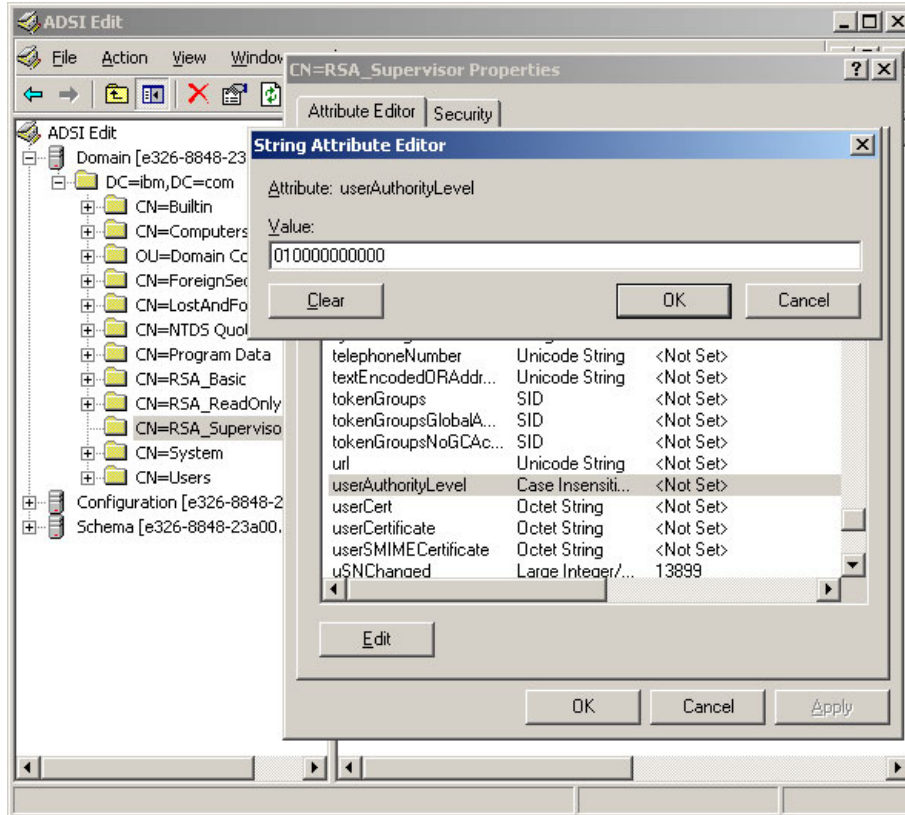 ADSI Edit
File Action View Window
CN=RSA_Supervisor Properties
Attribute Editor Security
String Attribute Editor
Attribute: userAuthorityLevel
Value:
010000000000
Clear OK Cancel
ADSI Edit
Domain [e326-8848-23
DC=ibm,DC=com
CN=Builtin
CN=Computers
OU=Domain Co
CN=ForeignSec
CN=LostAndFo
CN=NTDS Quot
CN=Program Data
CN=RSA_Basic
CN=RSA_ReadOnly
CN=RSA_Superviso
CN=System
CN=Users
Configuration [e326-8848-2
Schema [e326-8848-23a00.
telephoneNumber Unicode String <Not Set>
textEncodedORAddr... Unicode String <Not Set>
tokenGroups SID <Not Set>
tokenGroupsGlobalA... SID <Not Set>
tokenGroupsNoGCAc... SID <Not Set>
url Unicode String <Not Set>
userAuthorityLevel Case Insensiti... <Not Set>
userCert Octet String <Not Set>
userCertificate Octet String <Not Set>
userSMIMECertificate Octet String <Not Set>
uSNChanged Large Integer/... 13899
Edit
OK Cancel Apply